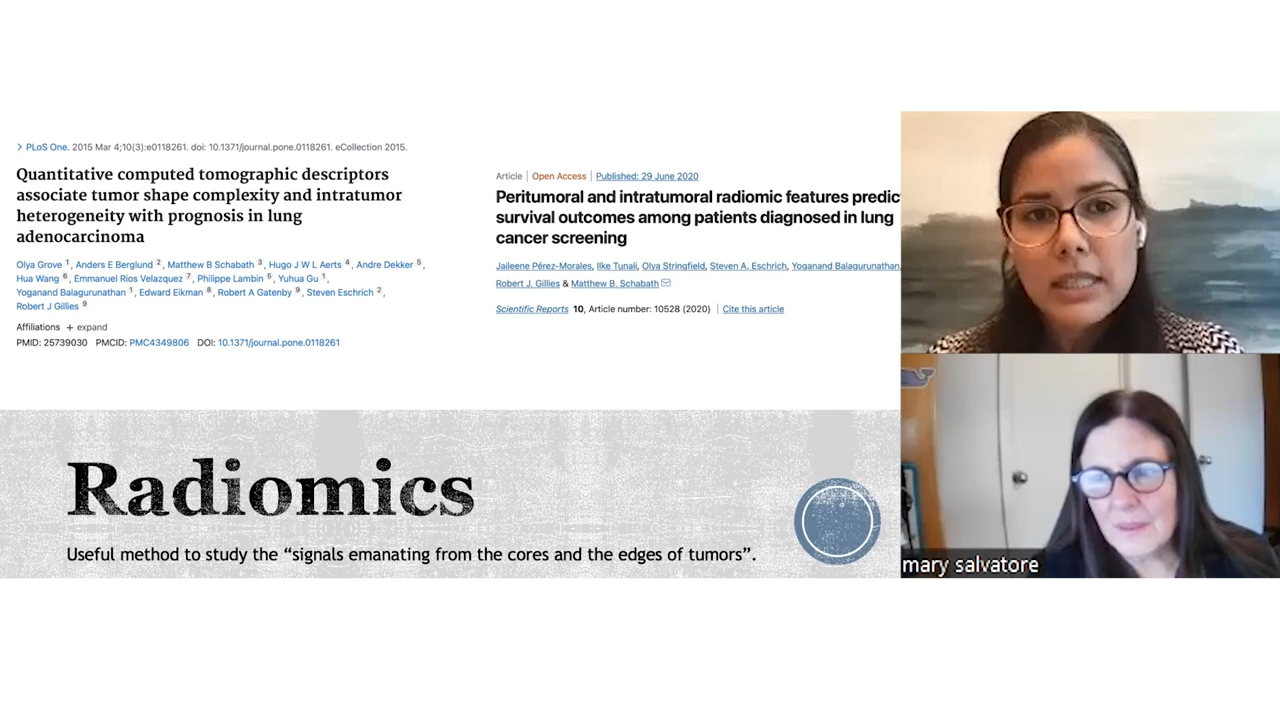 > PLoS One. 2015 Mar 4;10(3):e0118261. doi: 10.1371/journal.pone.0118261. eCollection 2015.
Quantitative computed tomographic descriptors
associate tumor shape complexity and intratumor
heterogeneity with prognosis in lung
adenocarcinoma
Olya Grove 1, Anders E Berglund 2, Matthew B Schabath 3, Hugo J W L Aerts 4, Andre Dekker 5,
Hua Wang 6, Emmanuel Rios Velazquez 7, Philippe Lambin 5, Yuhua Gu 1,
Yoganand Balagurunathan 1, Edward Eikman 8, Robert A Gatenby 9, Steven Eschrich 2,
Robert J Gillies 9
Affiliations + expand
PMID: 25739030 PMCID: PMC4349806 DOI: 10.1371/journal.pone.0118261
Article | Open Access | Published: 29 June 2020
Peritumoral and intratumoral radiomic features predic
survival outcomes among patients diagnosed in lung
cancer screening
Jaileene Pérez-Morales, Ilke Tunali, Olya Stringfield, Steven A. Eschrich, Yoganand Balagurunathan,
Robert J. Gillies & Matthew B. Schabath
Scientific Reports 10, Article number: 10528 (2020) | Cite this article
Radiomics
Useful method to study the “signals emanating from the cores and the edges of tumors”.
mary salvatore